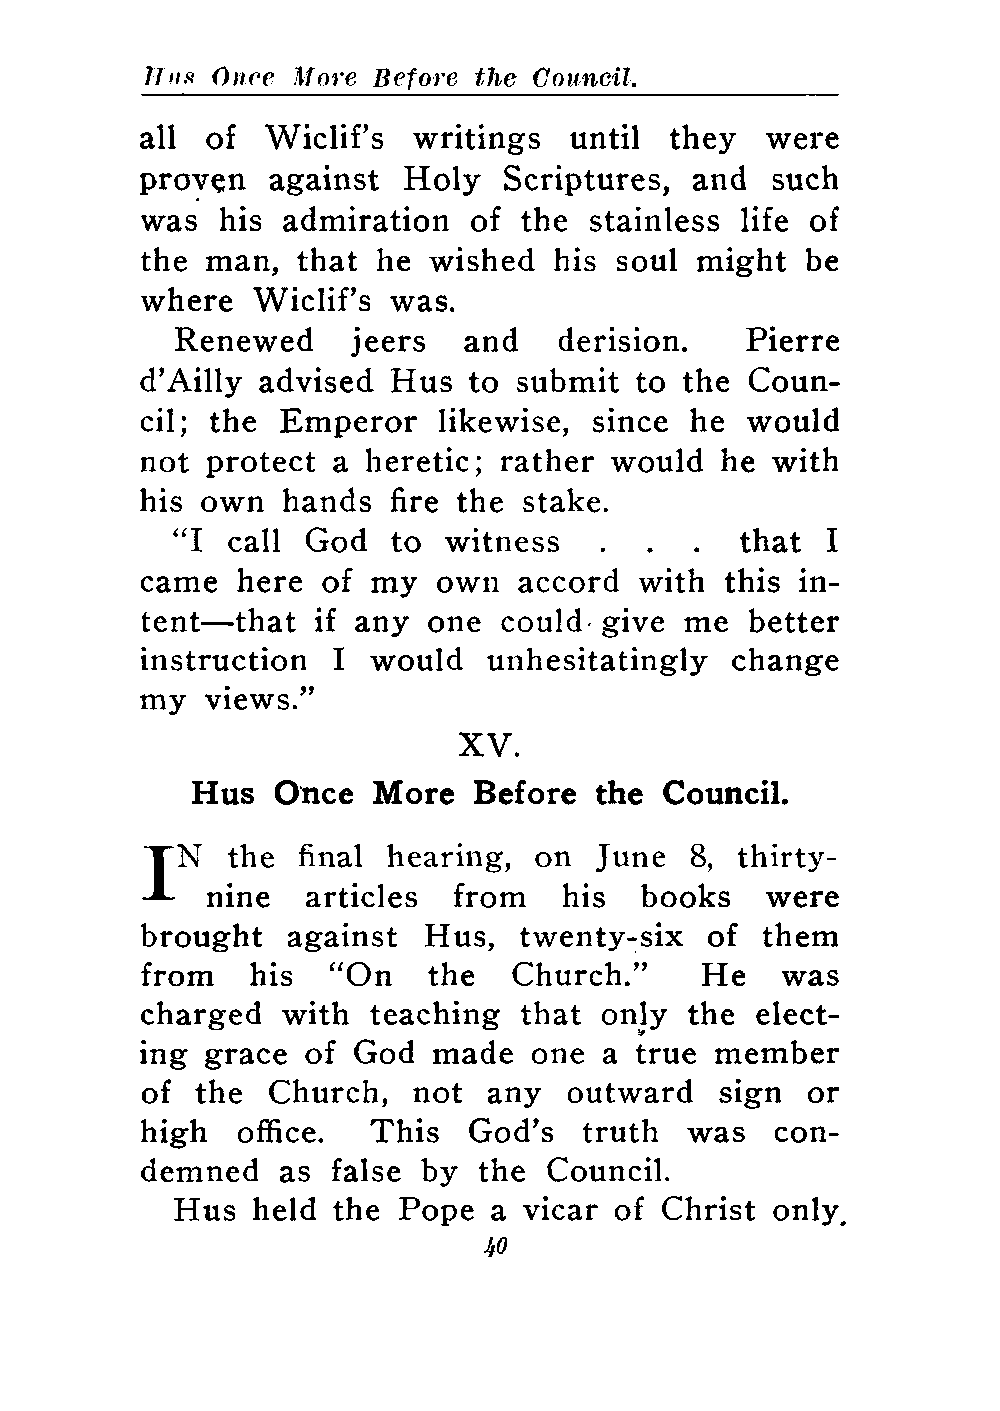 Hus Once More Before the Council.
all of Wiclif's writings until they were
proven against Holy Scriptures, and such
was his admiration of the stainless life of
the man, that he wished his soul might be
where Wiclif's was.
Renewed jeers and derision. Pierre
d'Ailly advised Hus to submit to the Coun-
cil; the Emperor likewise, since he would
not protect a heretic; rather would he with
his own hands fire the stake.
"I call God to witness . . . that I
came here of my own accord with this in-
tent—that if any one could give me better
instruction I would unhesitatingly change
my views."
XV.
Hus Once More Before the Council.
IN the final hearing, on June 8, thirty-
nine articles from his books were
brought against Hus, twenty-six of them
from his "On the Church." He was
charged with teaching that only the elect-
ing grace of God made one a true member
of the Church, not any outward sign or
high office. This God's truth was con-
demned as false by the Council.
Hus held the Pope a vicar of Christ only.
40